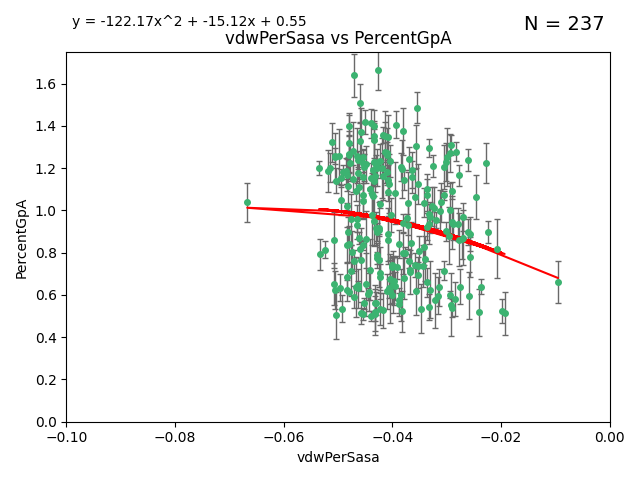 y = -122.17x^2 + -15.12x + 0.55
N = 237
vdwPerSasa vs PercentGpA
PercentGpA
1.6
1.4
1.2
1.0
0.8
0.6
0.4
0.2
0.0
−0.10 −0.08 −0.06 −0.04 −0.02 0.00
vdwPerSasa